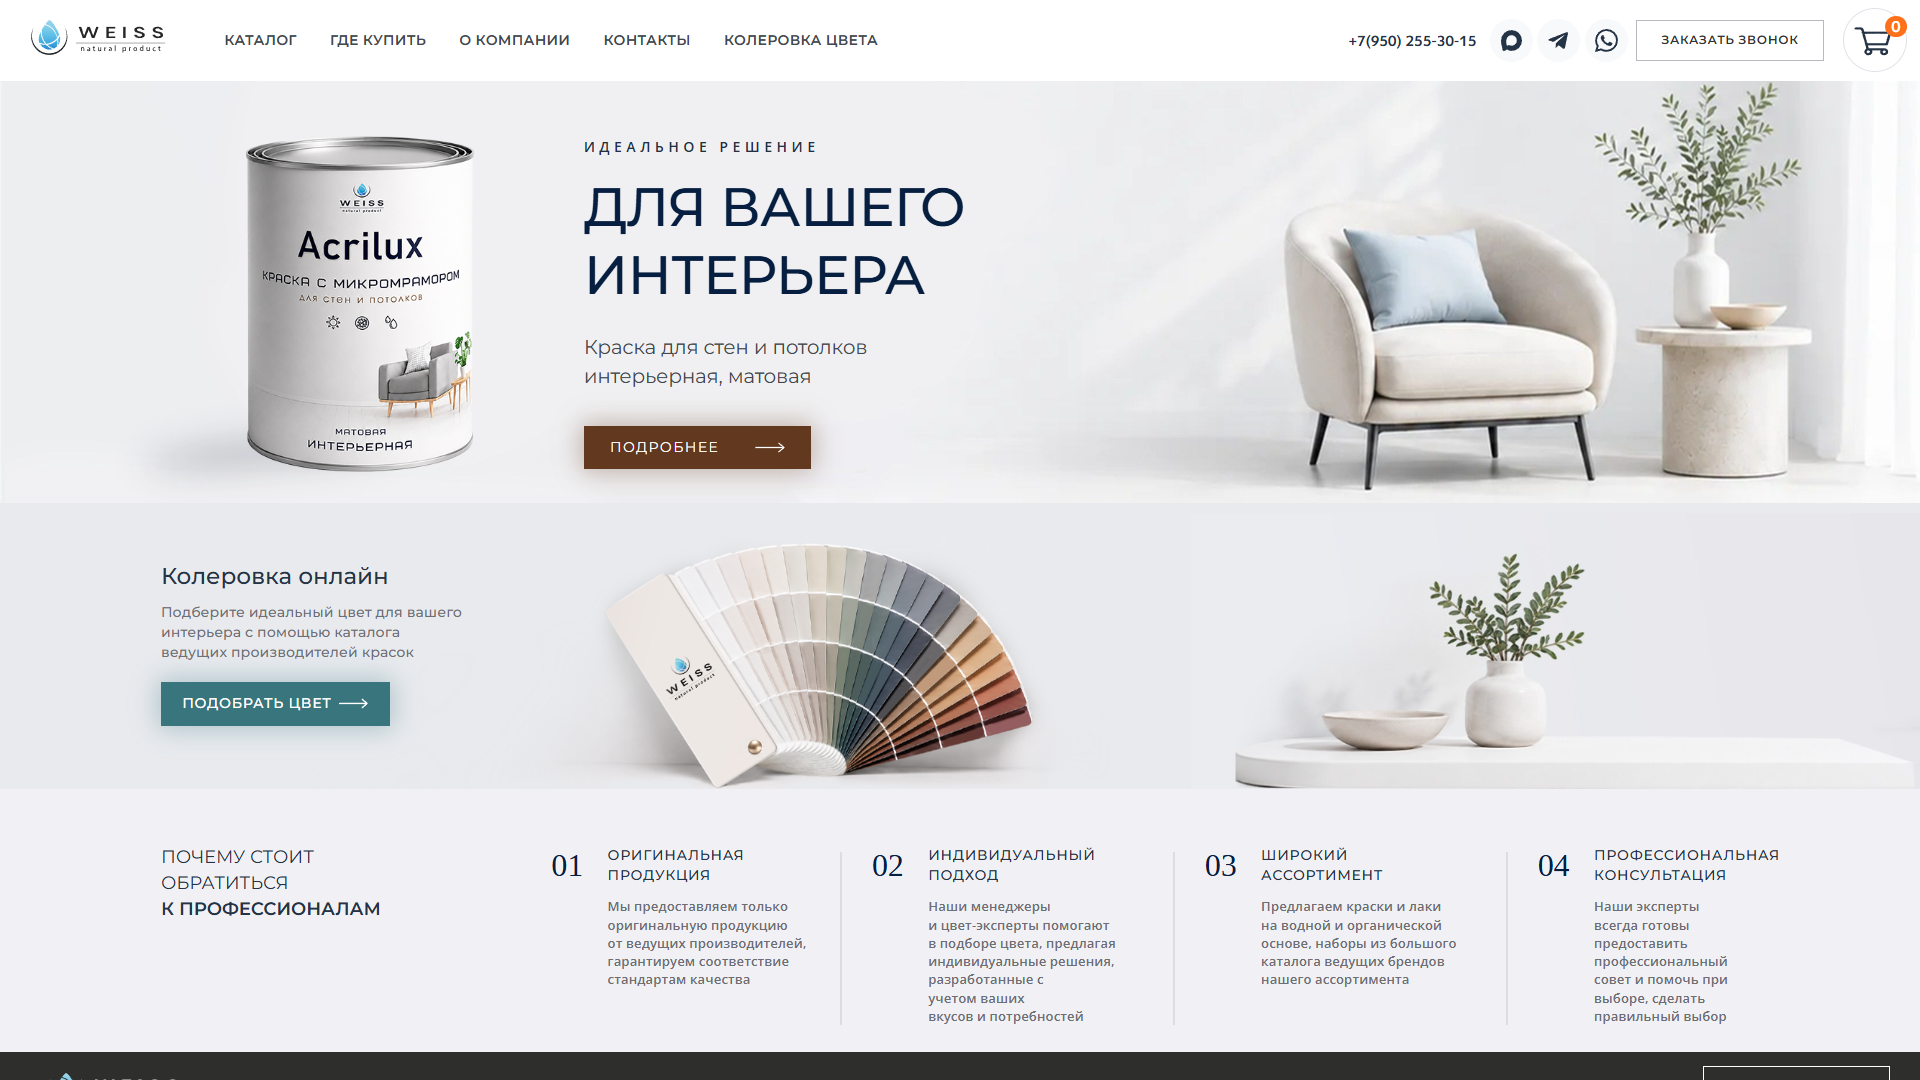 WEISS
natural product
КАТАЛОГ
ГДЕ КУПИТЬ
О КОМПАНИИ
КОНТАКТЫ
КОЛЕРОВКА ЦВЕТА
+7(950) 255-30-15
ЗАКАЗАТЬ ЗВОНОК
0
WEISS
natural product
Acrilux
КРАСКА С МИКРОМРАМОРОМ
ДЛЯ СТЕН И ПОТОЛКОВ
МАТОВАЯ
ИНТЕРЬЕРНАЯ
ИДЕАЛЬНОЕ РЕШЕНИЕ
ДЛЯ ВАШЕГО
ИНТЕРЬЕРА
Краска для стен и потолков
интерьерная, матовая
ПОДРОБНЕЕ
Колеровка онлайн
Подберите идеальный цвет для вашего
интерьера с помощью каталога
ведущих производителей красок
ПОДОБРАТЬ ЦВЕТ
WEISS
natural product
ПОЧЕМУ СТОИТ
ОБРАТИТЬСЯ
К ПРОФЕССИОНАЛАМ
01
ОРИГИНАЛЬНАЯ
ПРОДУКЦИЯ
Мы предоставляем только
оригинальную продукцию
от ведущих производителей,
гарантируем соответствие
стандартам качества
02
ИНДИВИДУАЛЬНЫЙ
ПОДХОД
Наши менеджеры
и цвет-эксперты помогают
в подборе цвета, предлагая
индивидуальные решения,
разработанные с
учетом ваших
вкусов и потребностей
03
ШИРОКИЙ
АССОРТИМЕНТ
Предлагаем краски и лаки
на водной и органической
основе, наборы из большого
каталога ведущих брендов
нашего ассортимента
04
ПРОФЕССИОНАЛЬНАЯ
КОНСУЛЬТАЦИЯ
Наши эксперты
всегда готовы
предоставить
профессиональный
совет и помочь при
выборе, сделать
правильный выбор